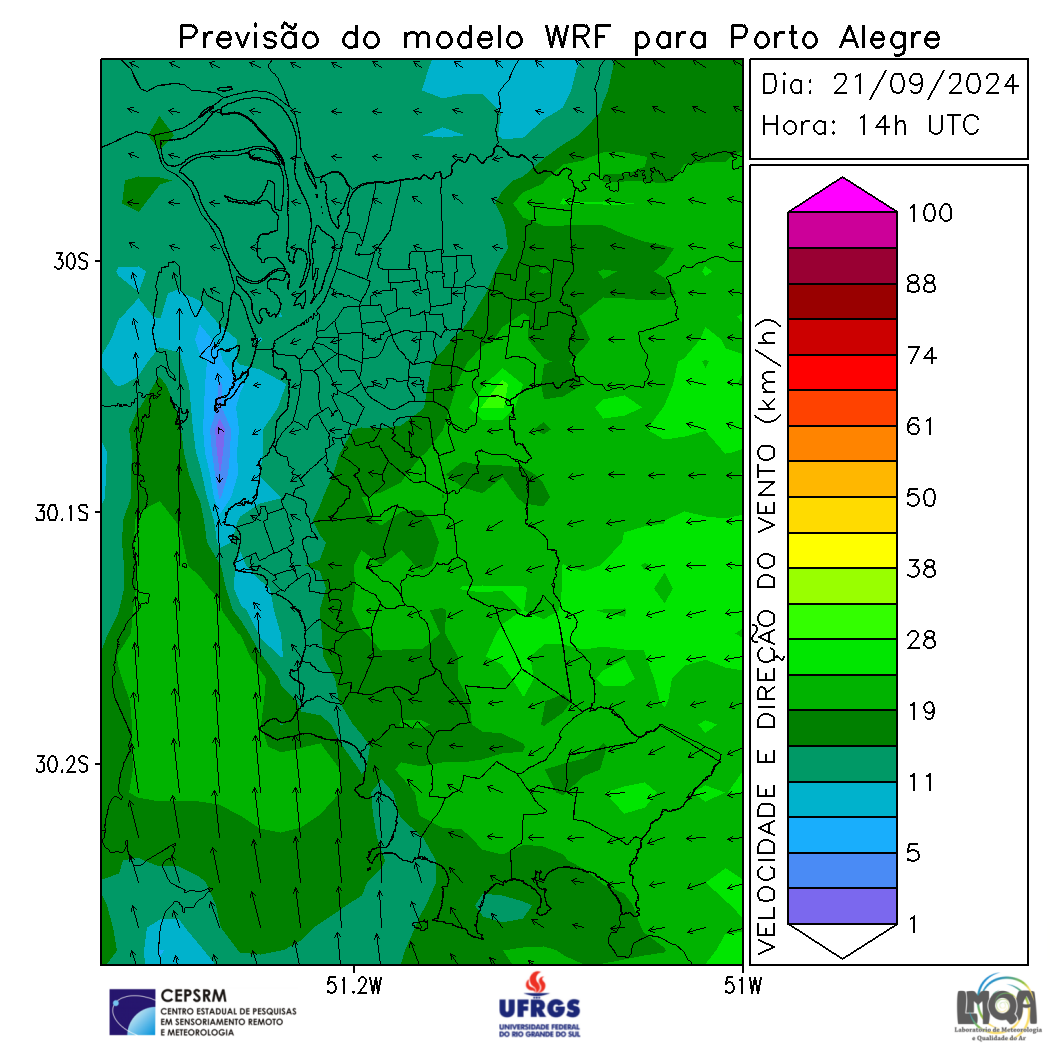 Previsão do modelo WRF para Porto Alegre
Dia: 21/09/2024
Hora: 14h UTC
30S
30.1S
30.2S
51.2W
51W
VELOCIDADE E DIREÇÃO DO VENTO (km/h)
100
88
74
61
50
38
28
19
11
5
1
CEPSRM
CENTRO ESTADUAL DE PESQUISAS
EM SENSORIAMENTO REMOTO
E METEOROLOGIA
UFRGS
UNIVERSIDADE FEDERAL
DO RIO GRANDE DO SUL
LMQA
Laboratório de Meteorologia
e Qualidade do Ar